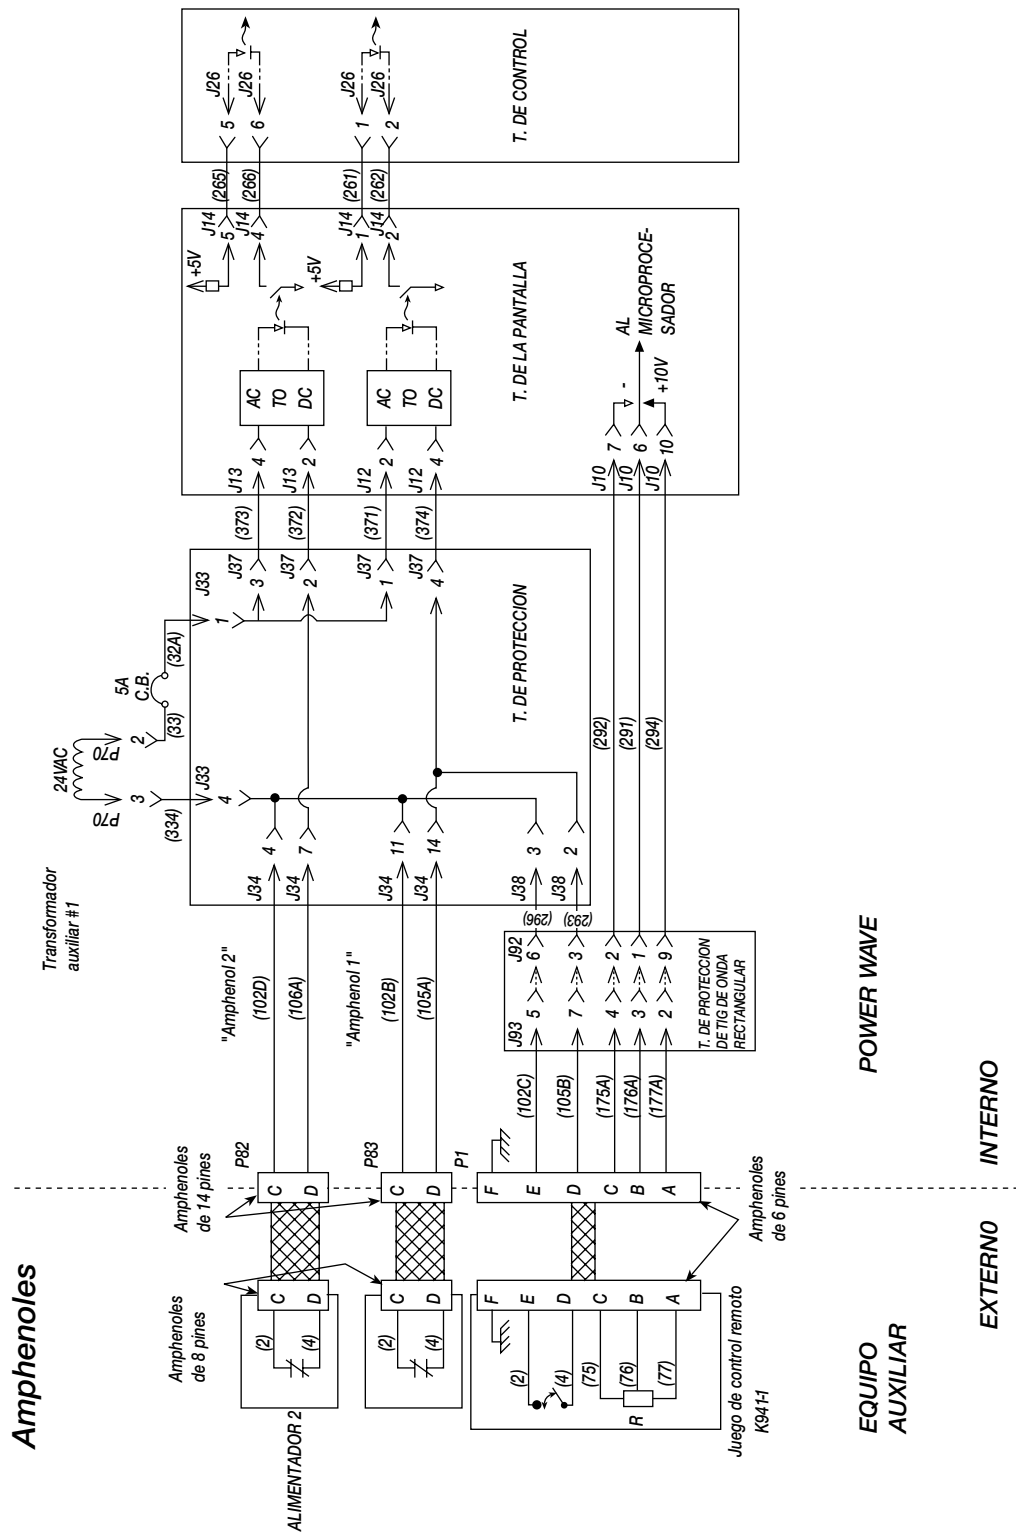 Amphenoles
Transformador
auxiliar #1
24VAC
P70
P70
3
2
5A
C.B.
(334)
(33)
(32A)
J33
J33
4
1
ALIMENTADOR 2
Amphenoles
de 8 pines
(2)
(4)
C
D
Amphenoles
de 14 pines
P82
C
D
"Amphenol 2"
(102D)
(106A)
J34
J34
4
7
J37
3
J37
2
(373)
(372)
J13
4
J13
2
AC
TO
DC
+5V
J14
5
J14
4
(265)
(266)
5
6
J26
J26
(2)
(4)
C
D
P83
C
D
"Amphenol 1"
(102B)
(105A)
J34
J34
11
14
J37
1
J37
4
(371)
(374)
J12
2
J12
4
AC
TO
DC
+5V
J14
1
J14
2
(261)
(262)
1
2
J26
J26
T. DE PROTECCION
T. DE LA PANTALLA
T. DE CONTROL
P1
F
E
D
C
B
A
F
E
D
C
B
A
(2)
(4)
(75)
(76)
(77)
R
Juego de control remoto
K941-1
Amphenoles
de 6 pines
(102C)
(105B)
(175A)
(176A)
(177A)
J93
J92
5
6
7
3
4
2
3
1
2
9
T. DE PROTECCION
DE TIG DE ONDA
RECTANGULAR
(296)
(293)
J38
J38
3
2
(292)
(291)
(294)
J10
J10
J10
7
6
10
-
+10V
AL
MICROPROCE-
SADOR
EQUIPO
AUXILIAR
POWER WAVE
EXTERNO
INTERNO